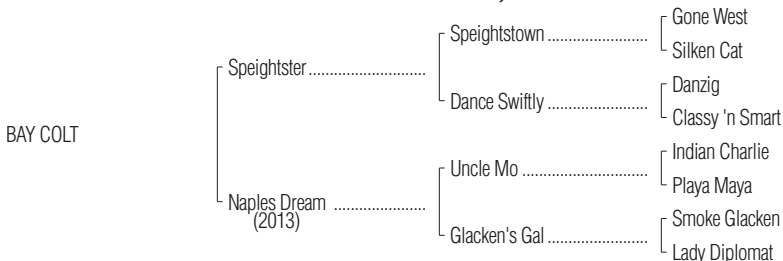 Gone West
Speightstown ........................
Silken Cat
Speightster............................
Danzig
Dance Swiftly ........................
Classy 'n Smart
BAY COLT
Indian Charlie
Uncle Mo ..............................
Playa Maya
Naples Dream ......................
(2013)
Smoke Glacken
Glacken's Gal ........................
Lady Diplomat